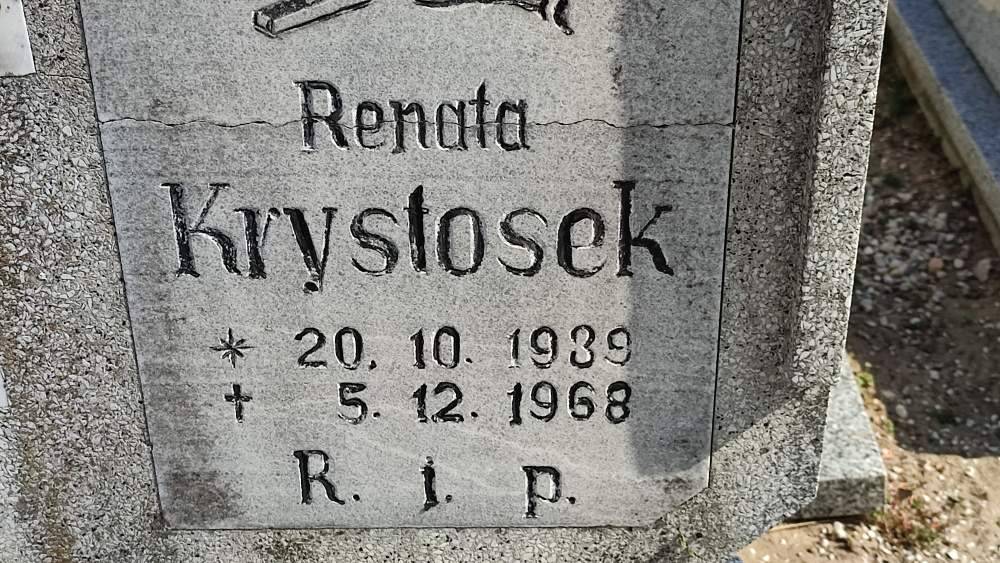 Renata
Krystosek
* 20. 10. 1939
† 5. 12. 1968
R. i. p.